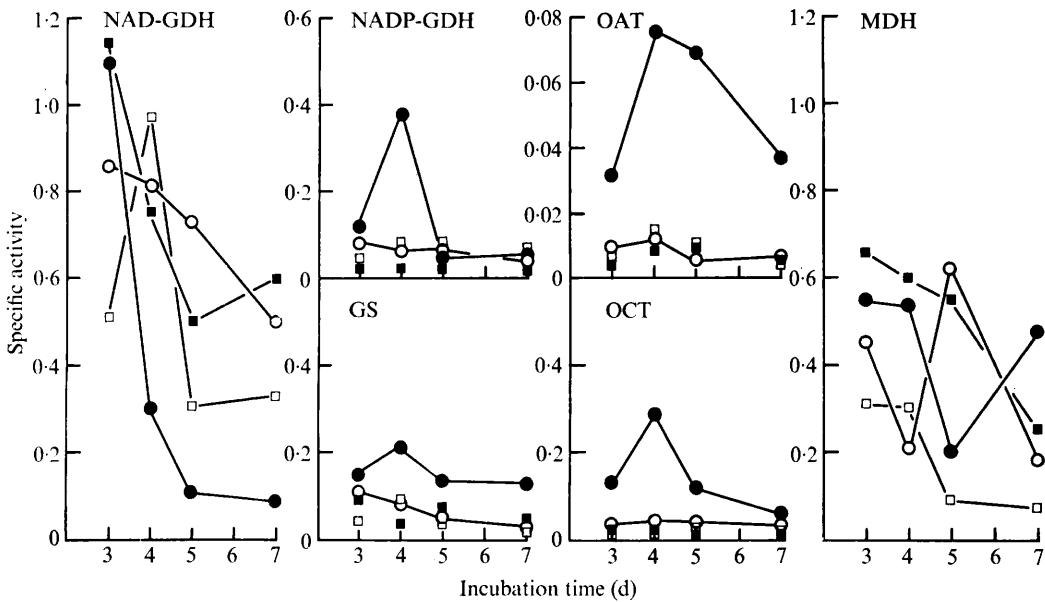 NAD-GDH NADP-GDH OAT MDH
1·0 0·8 0·6 0·4 0·2 0
0·6 0·4 0·2 0
0·08 0·06 0·04 0·02 0
1·0 0·8 0·6 0·4 0·2 0
Specific activity
GS OCT
0·4 0·2 0
0·4 0·2 0
3 4 5 6 7 3 4 5 6 7 3 4 5 6 7 3 4 5 6 7
Incubation time (d)